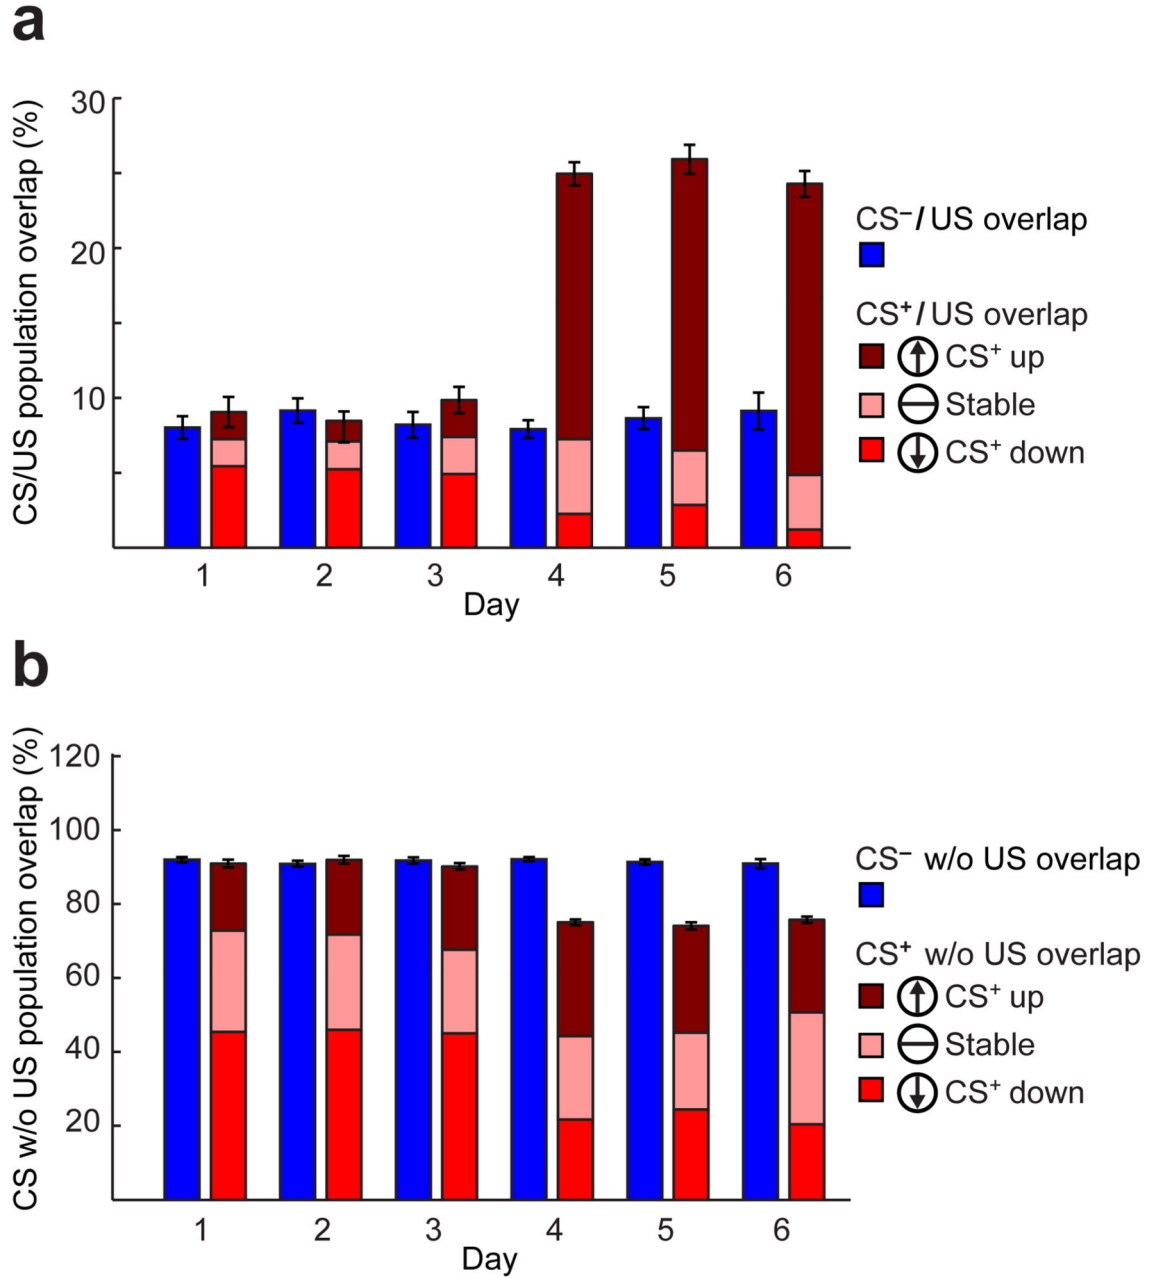 a
CS/US population overlap (%)
30
20
10
1 2 3 4 5 6
Day
CS⁻/US overlap
CS⁺/US overlap
CS⁺ up
Stable
CS⁺ down
b
CS w/o US population overlap (%)
120
100
80
60
40
20
1 2 3 4 5 6
Day
CS⁻ w/o US overlap
CS⁺ w/o US overlap
CS⁺ up
Stable
CS⁺ down